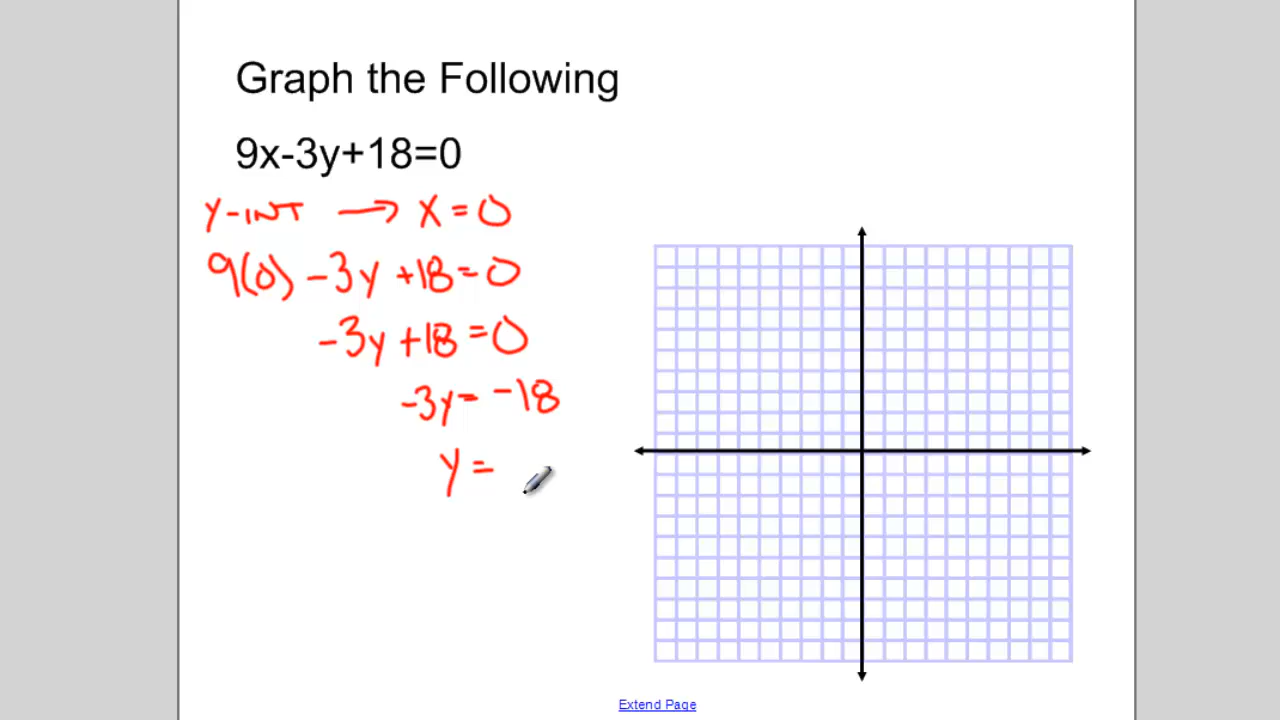 Graph the Following
9x-3y+18=0
Y-INT → X = 0
9(0) -3y +18=0
-3y +18 =0
-3y= -18
y =
Extend Page